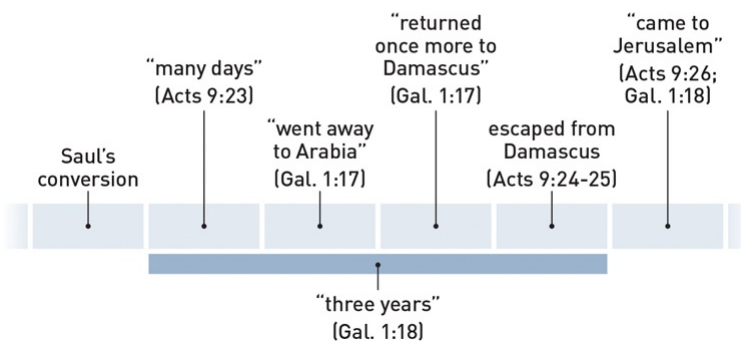 Saul’s
conversion
“many days”
(Acts 9:23)
“went away
to Arabia”
(Gal. 1:17)
“returned
once more to
Damascus”
(Gal. 1:17)
escaped from
Damascus
(Acts 9:24-25)
“came to
Jerusalem”
(Acts 9:26;
Gal. 1:18)
“three years”
(Gal. 1:18)